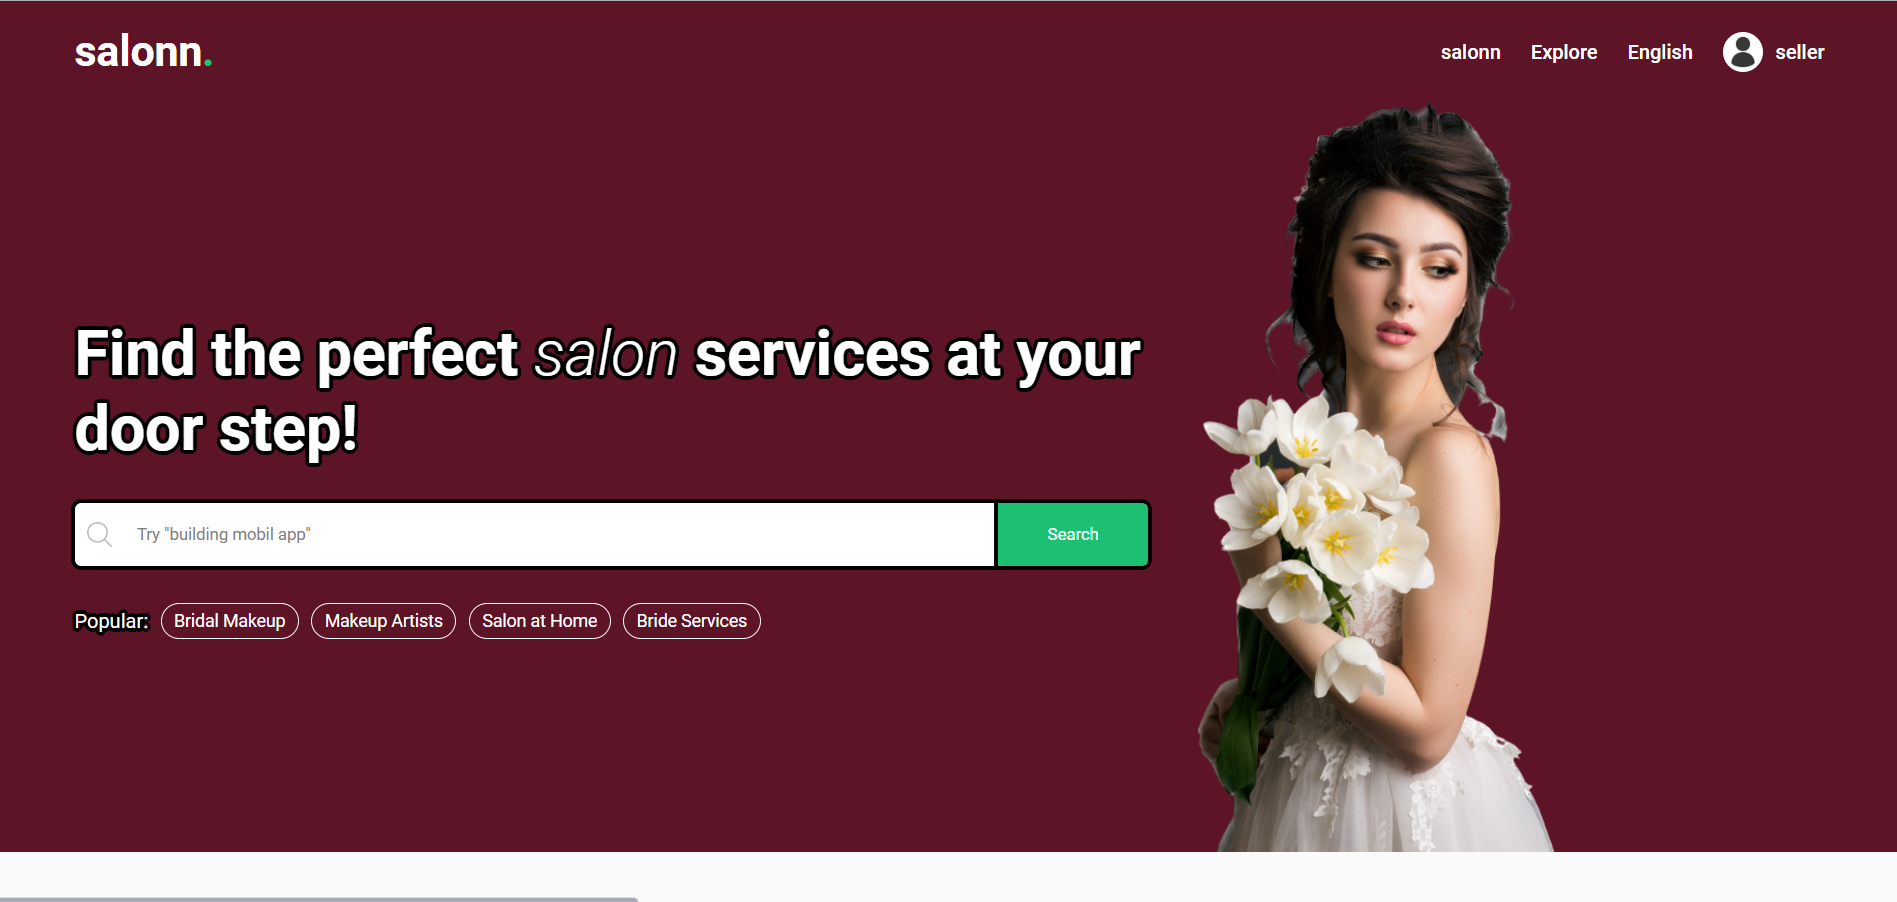 salonn.
salonn Explore English seller
Find the perfect salon services at your
door step!
Try "building mobil app"
Search
Popular: Bridal Makeup Makeup Artists Salon at Home Bride Services